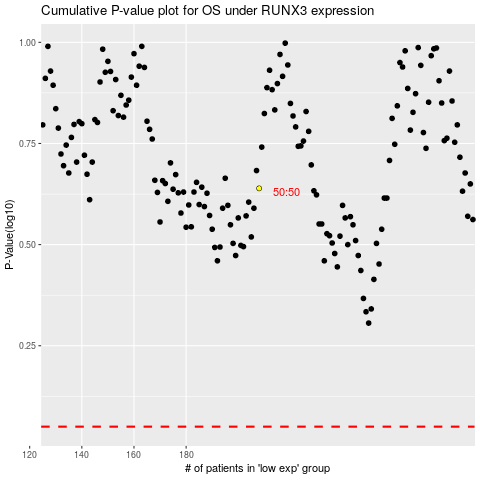 Cumulative P-value plot for OS under RUNX3 expression
P-Value(log10)
1.00
0.75
0.50
0.25
50:50
120 140 160 180
# of patients in 'low exp' group